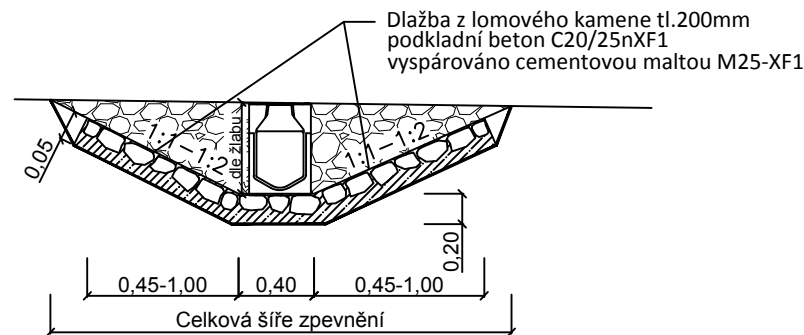 Dlažba z lomového kamene tl.200mm
podkladní beton C20/25nXF1
vyspárováno cementovou maltou M25-XF1
1:1-1:2
dle žlabu
1:1-1:2
0,05
0,20
0,45-1,00
0,40
0,45-1,00
Celková šíře zpevnění